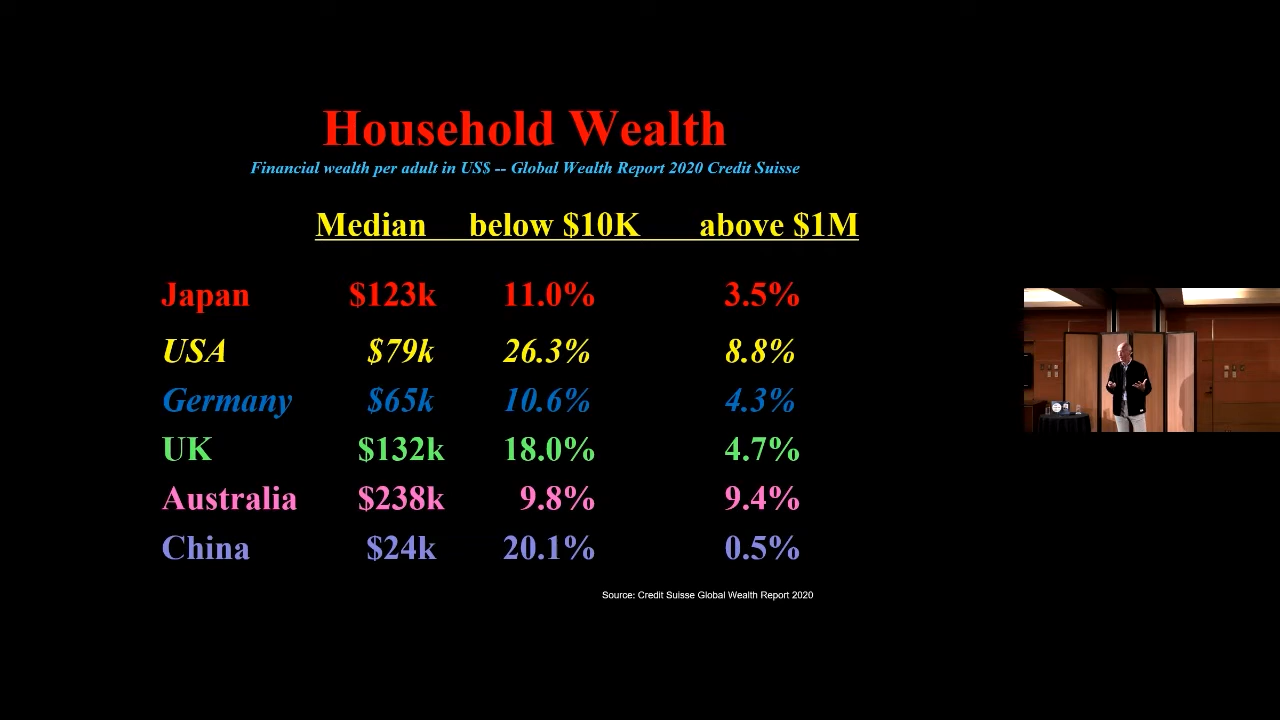 Household Wealth
Financial wealth per adult in US$ -- Global Wealth Report 2020 Credit Suisse
Median below $10K above $1M
Japan $123k 11.0% 3.5%
USA $79k 26.3% 8.8%
Germany $65k 10.6% 4.3%
UK $132k 18.0% 4.7%
Australia $238k 9.8% 9.4%
China $24k 20.1% 0.5%
Source: Credit Suisse Global Wealth Report 2020